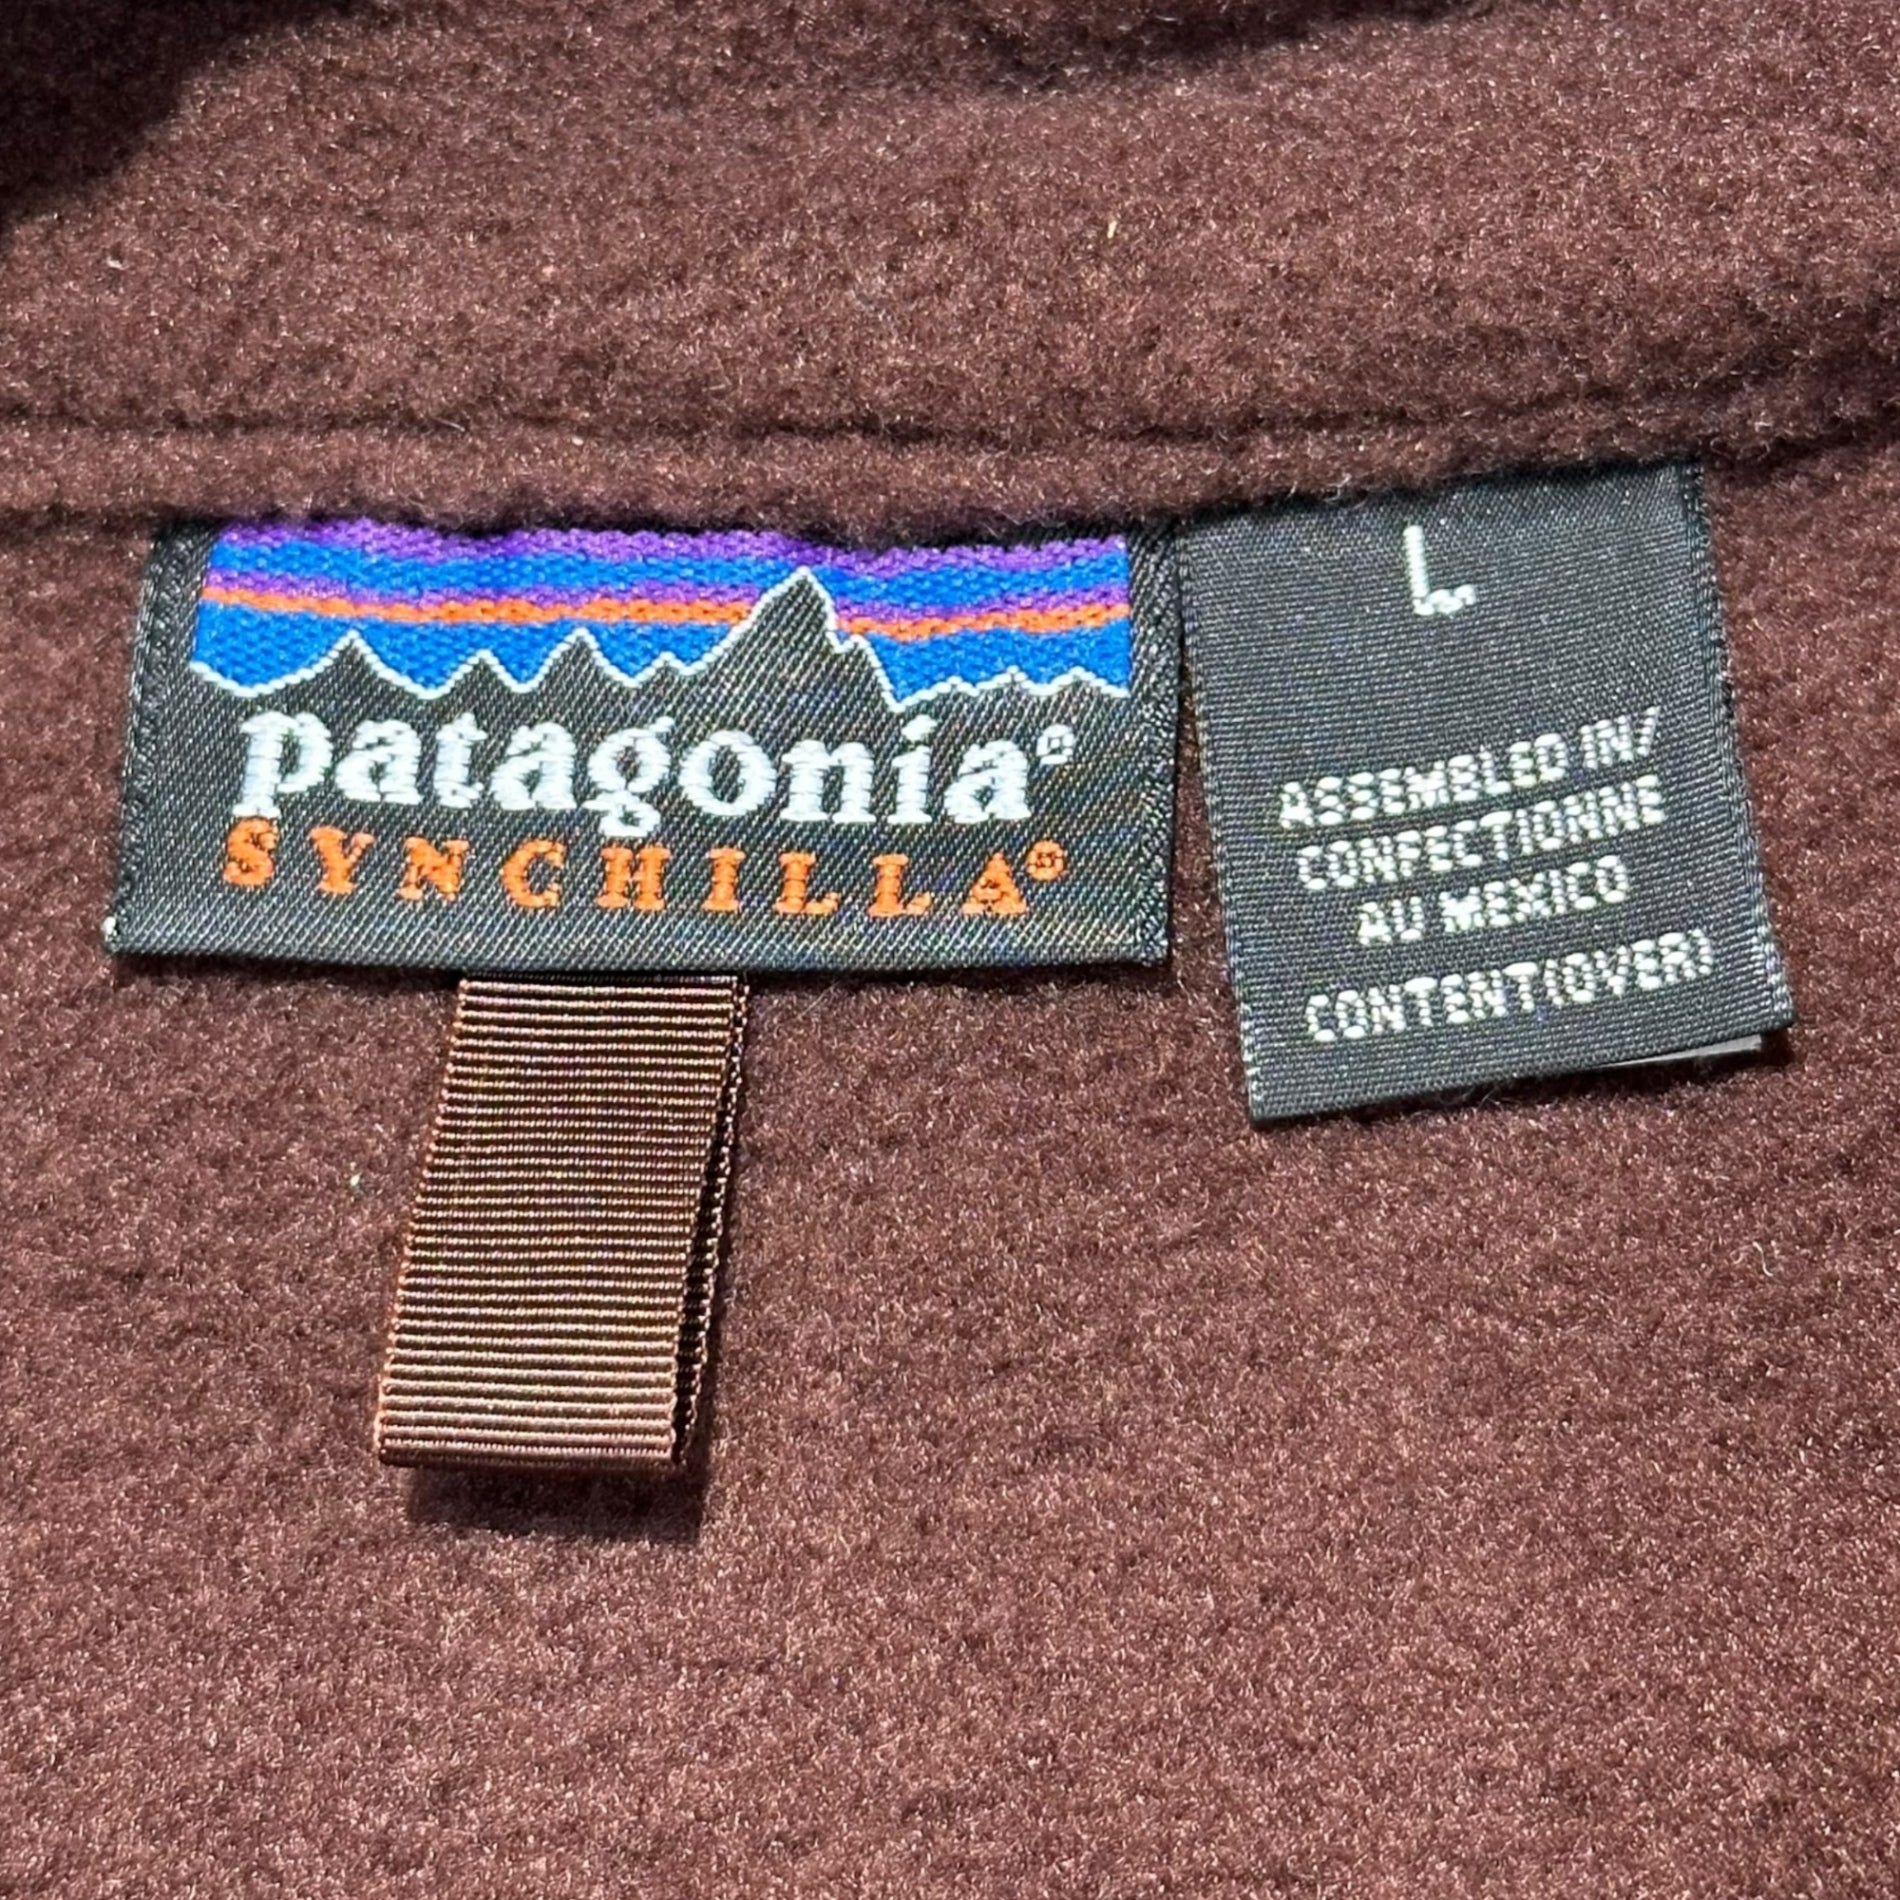 patagonia®
SYNCHILLA®
L
ASSEMBLED IN/
CONFECTIONNE
AU MEXICO
CONTENT(OVER)